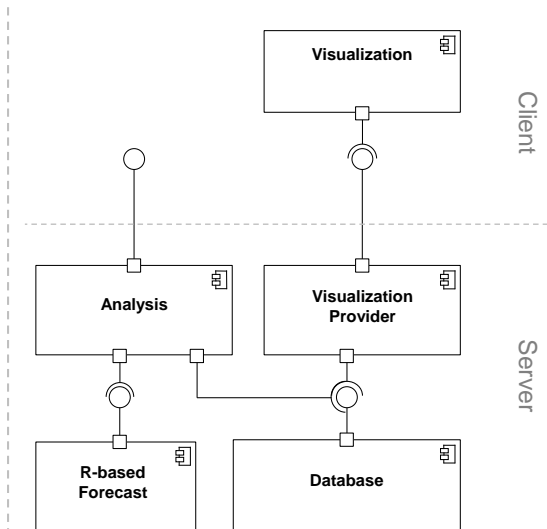 Visualization
Client
Analysis
Visualization
Provider
Server
R-based
Forecast
Database